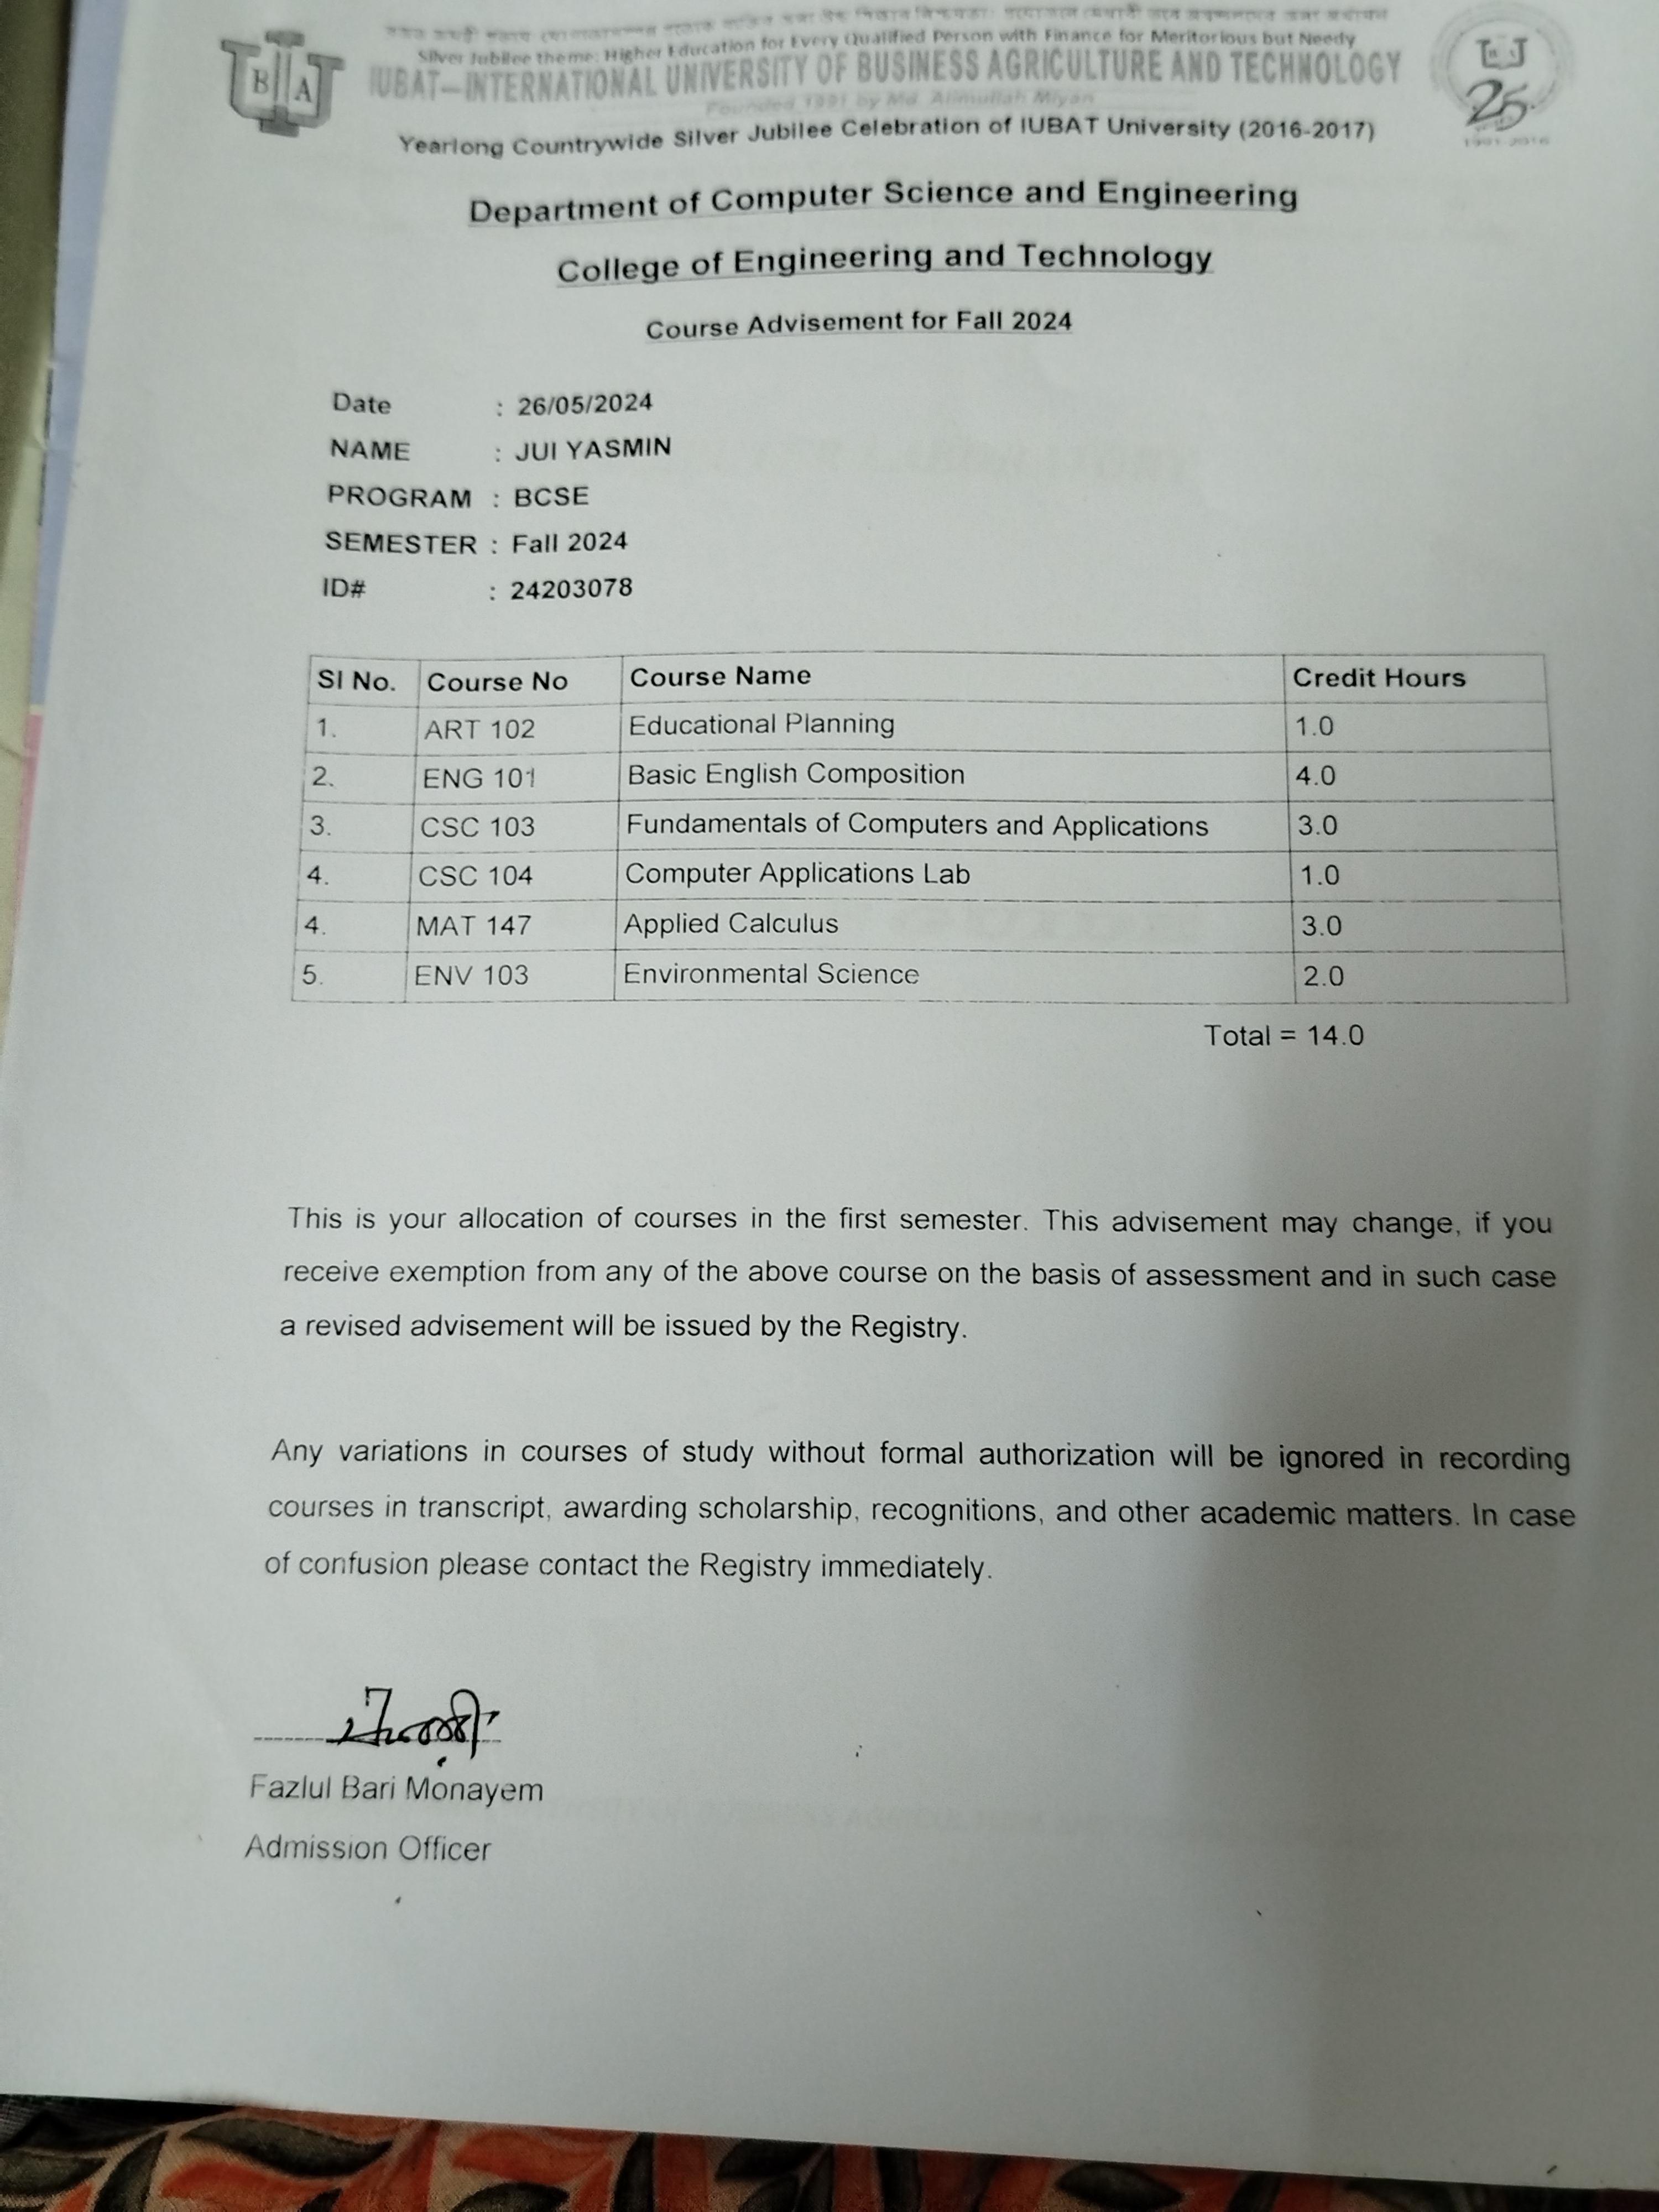 Silver Jubilee theme: Higher Education for Every Qualified Person with Finance for Meritorious but Needy
IUBAT—INTERNATIONAL UNIVERSITY OF BUSINESS AGRICULTURE AND TECHNOLOGY
Founded 1991 by Md. Alimullah Miyan
Yearlong Countrywide Silver Jubilee Celebration of IUBAT University (2016-2017)
25
1991-2016
Department of Computer Science and Engineering
College of Engineering and Technology
Course Advisement for Fall 2024
Date : 26/05/2024
NAME : JUI YASMIN
PROGRAM : BCSE
SEMESTER : Fall 2024
ID# : 24203078
Sl No. Course No Course Name Credit Hours
1. ART 102 Educational Planning 1.0
2. ENG 101 Basic English Composition 4.0
3. CSC 103 Fundamentals of Computers and Applications 3.0
4. CSC 104 Computer Applications Lab 1.0
4. MAT 147 Applied Calculus 3.0
5. ENV 103 Environmental Science 2.0
Total = 14.0
This is your allocation of courses in the first semester. This advisement may change, if you
receive exemption from any of the above course on the basis of assessment and in such case
a revised advisement will be issued by the Registry.
Any variations in courses of study without formal authorization will be ignored in recording
courses in transcript, awarding scholarship, recognitions, and other academic matters. In case
of confusion please contact the Registry immediately.
Fazlul Bari Monayem
Admission Officer